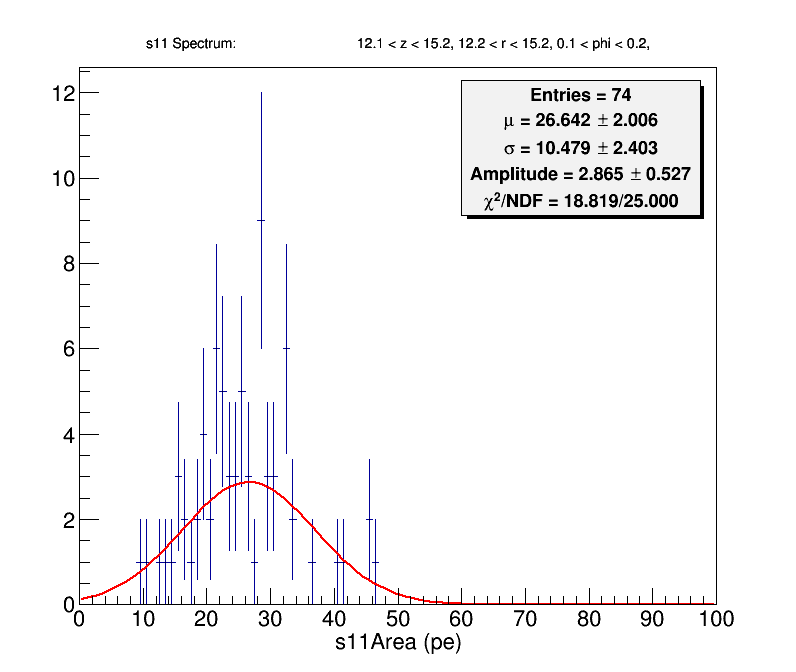 s11 Spectrum: 12.1 < z < 15.2, 12.2 < r < 15.2, 0.1 < phi < 0.2,
Entries = 74
μ = 26.642 ± 2.006
σ = 10.479 ± 2.403
Amplitude = 2.865 ± 0.527
χ²/NDF = 18.819/25.000
12
10
8
6
4
2
0
0 10 20 30 40 50 60 70 80 90 100
s11Area (pe)